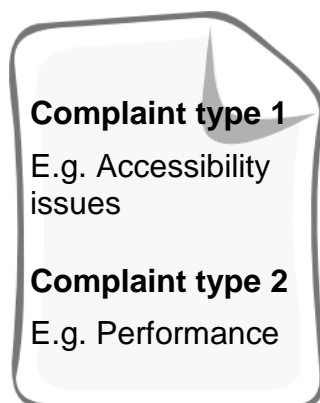 Complaint type 1
E.g. Accessibility
issues
Complaint type 2
E.g. Performance